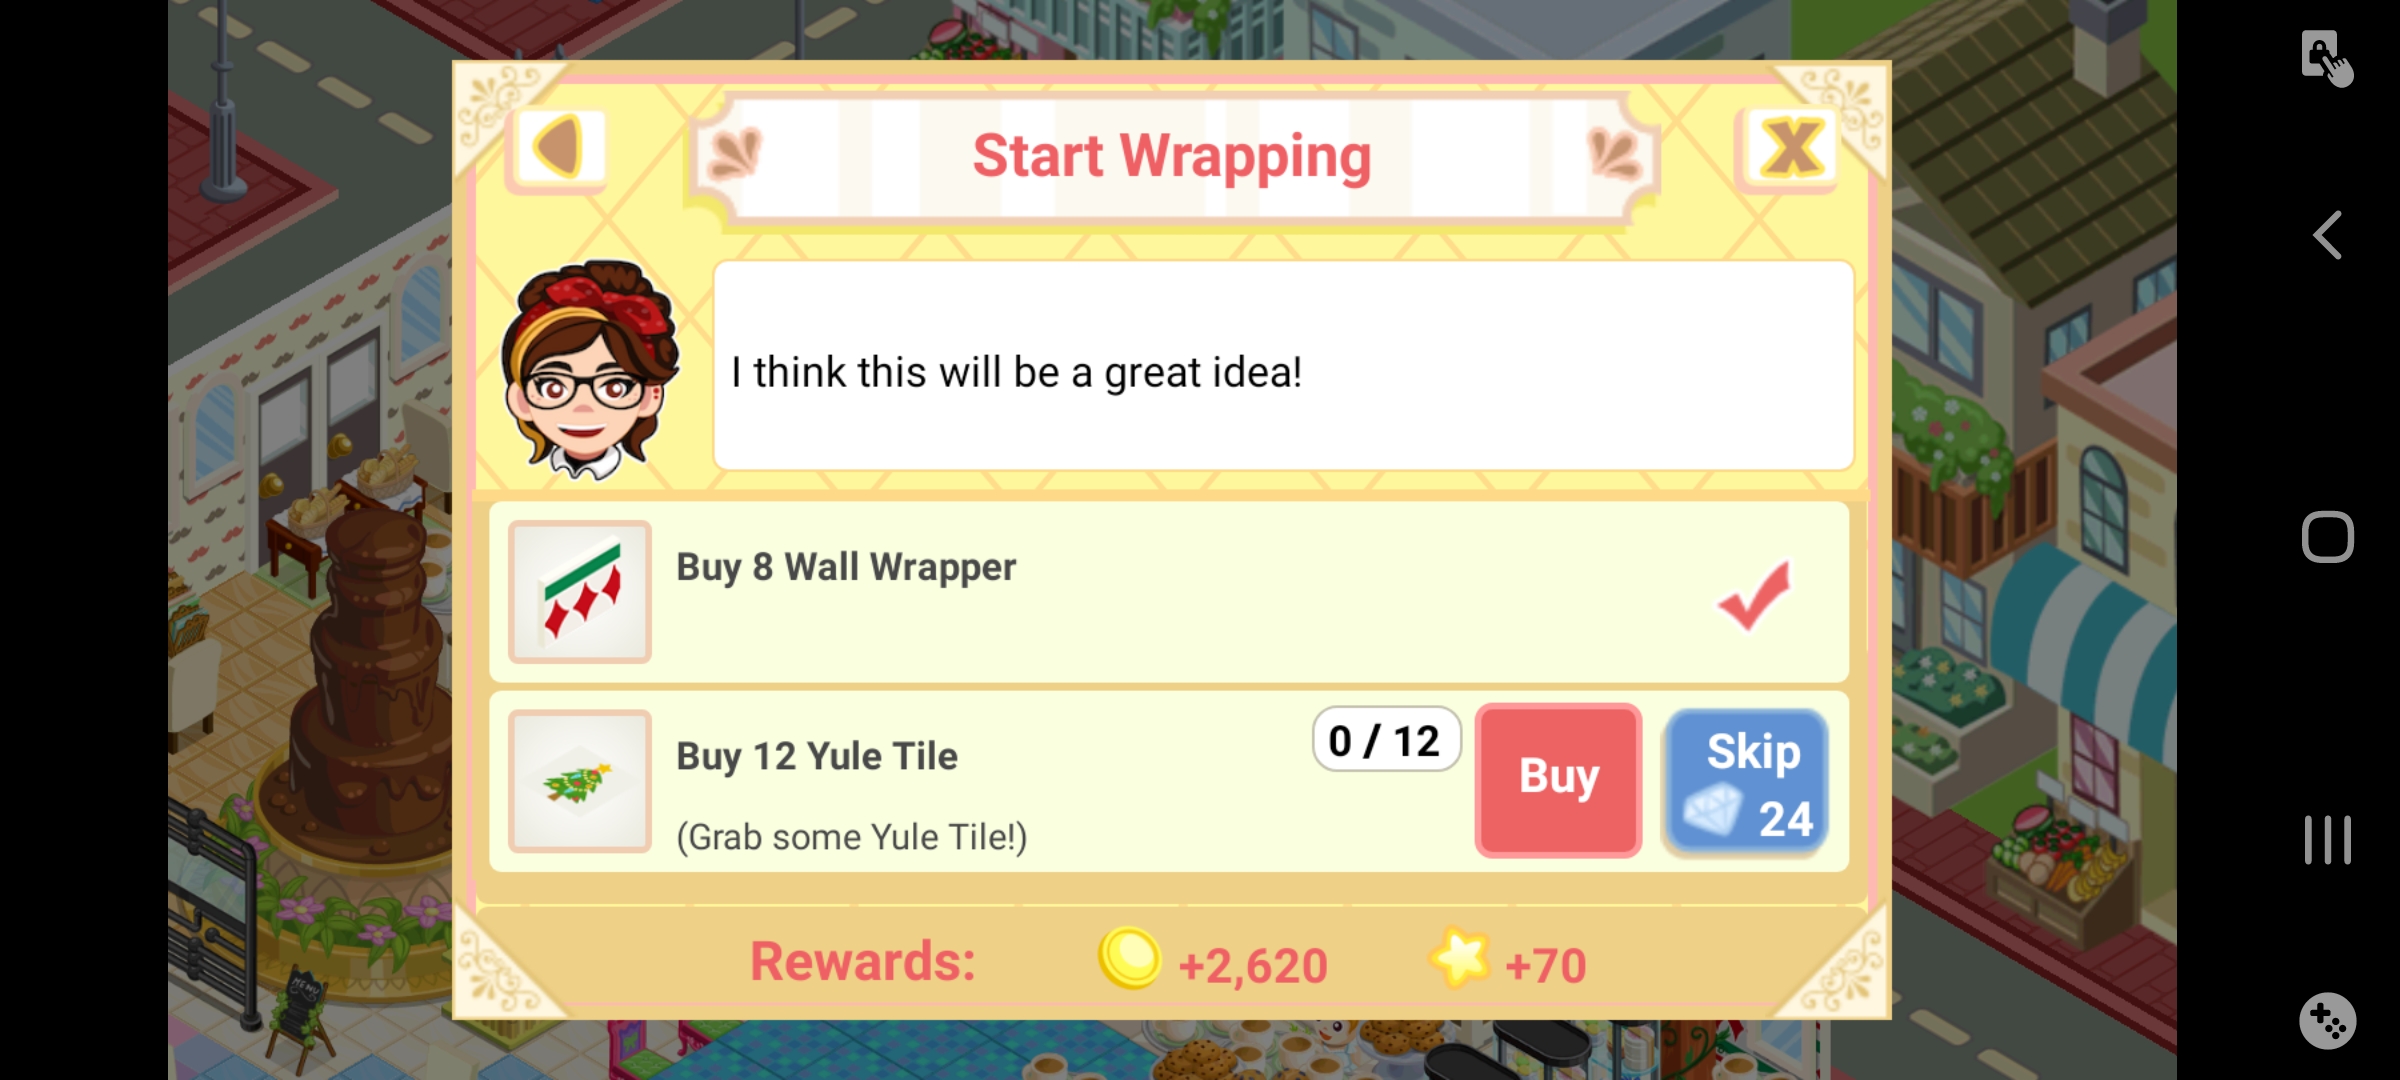 Start Wrapping
X
I think this will be a great idea!
Buy 8 Wall Wrapper
Buy 12 Yule Tile
(Grab some Yule Tile!)
0 / 12
Buy
Skip
24
Rewards:
+2,620
+70
MENU